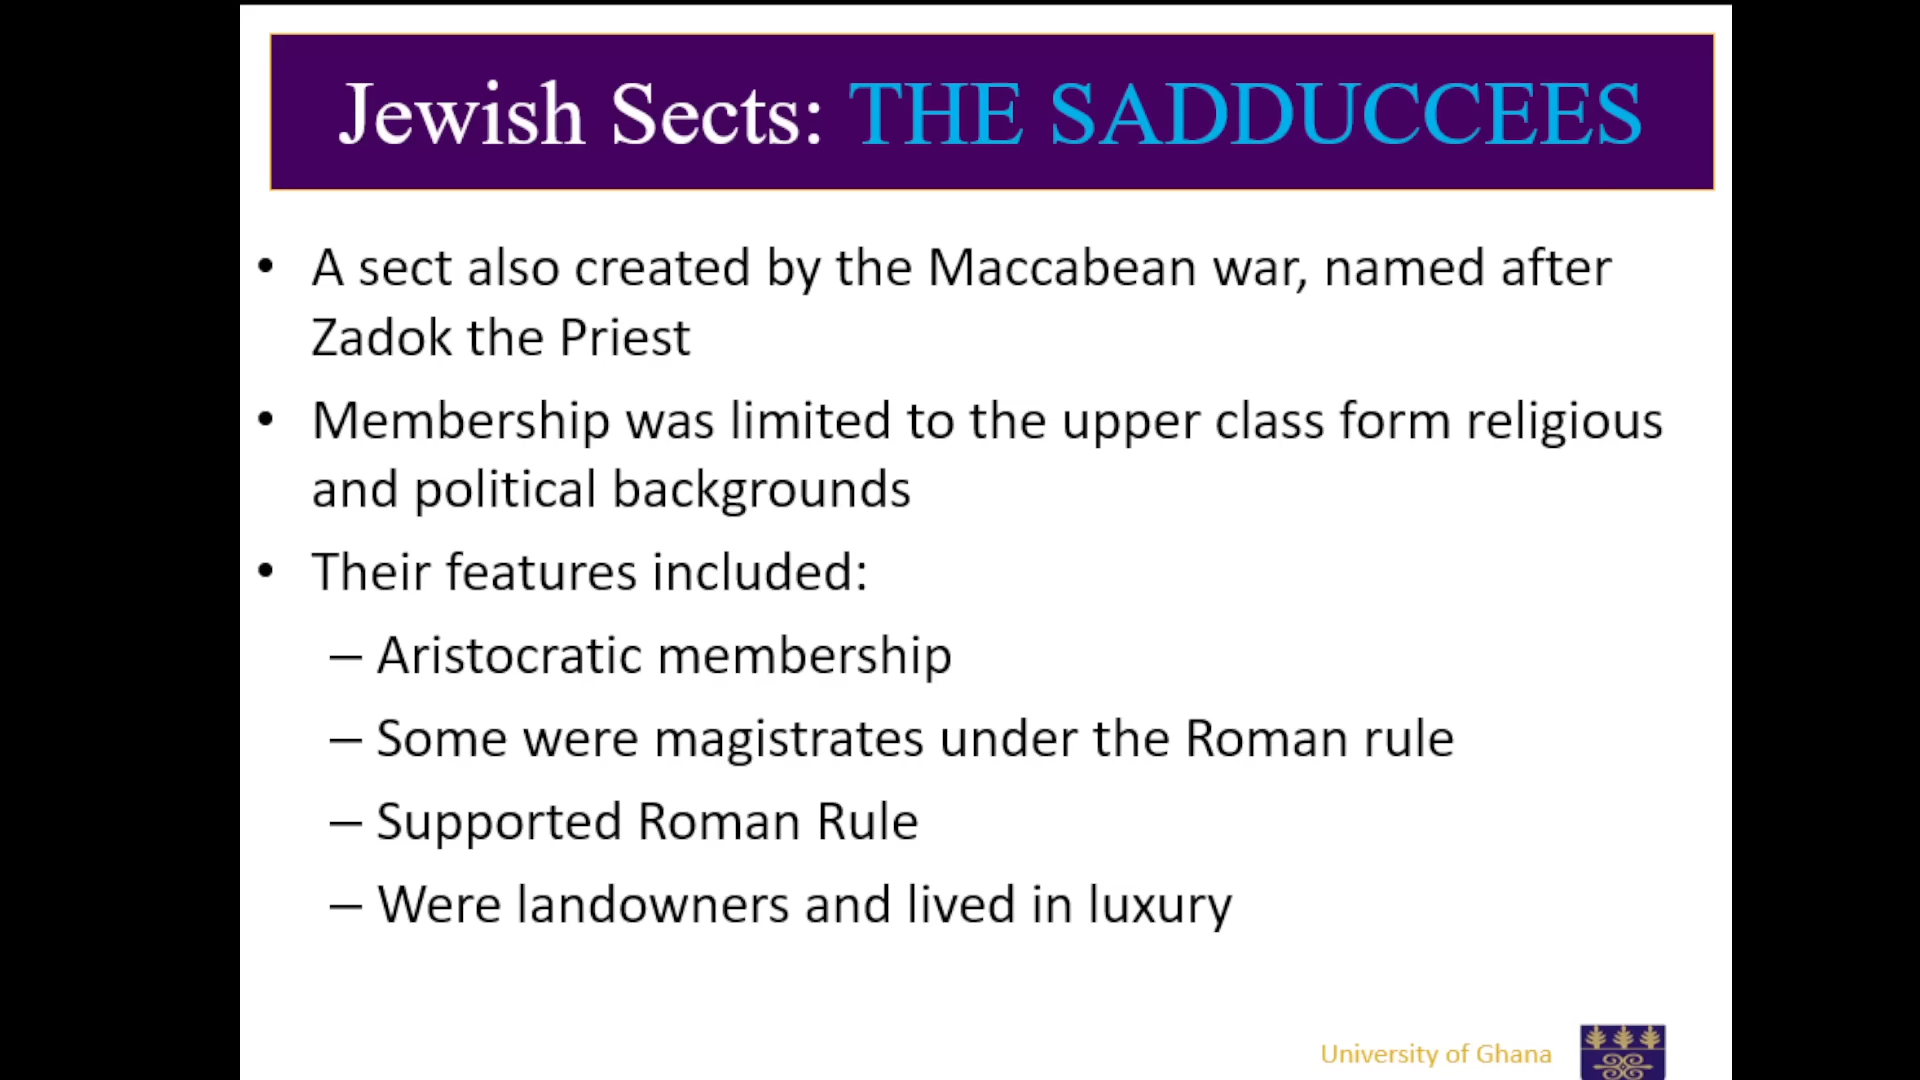 Jewish Sects: THE SADDUCCEES
• A sect also created by the Maccabean war, named after
Zadok the Priest
• Membership was limited to the upper class form religious
and political backgrounds
• Their features included:
– Aristocratic membership
– Some were magistrates under the Roman rule
– Supported Roman Rule
– Were landowners and lived in luxury
University of Ghana